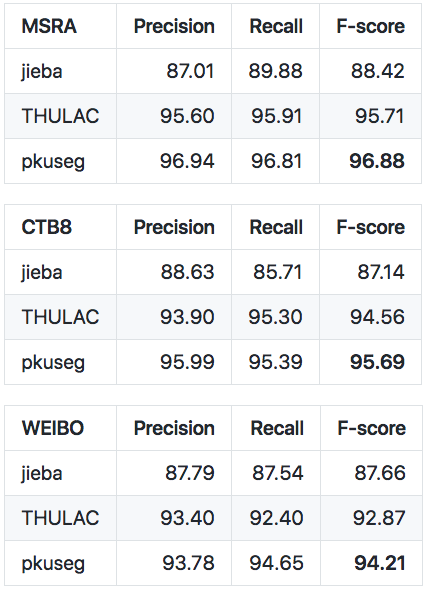 MSRA Precision Recall F-score
jieba 87.01 89.88 88.42
THULAC 95.60 95.91 95.71
pkuseg 96.94 96.81 96.88
CTB8 Precision Recall F-score
jieba 88.63 85.71 87.14
THULAC 93.90 95.30 94.56
pkuseg 95.99 95.39 95.69
WEIBO Precision Recall F-score
jieba 87.79 87.54 87.66
THULAC 93.40 92.40 92.87
pkuseg 93.78 94.65 94.21